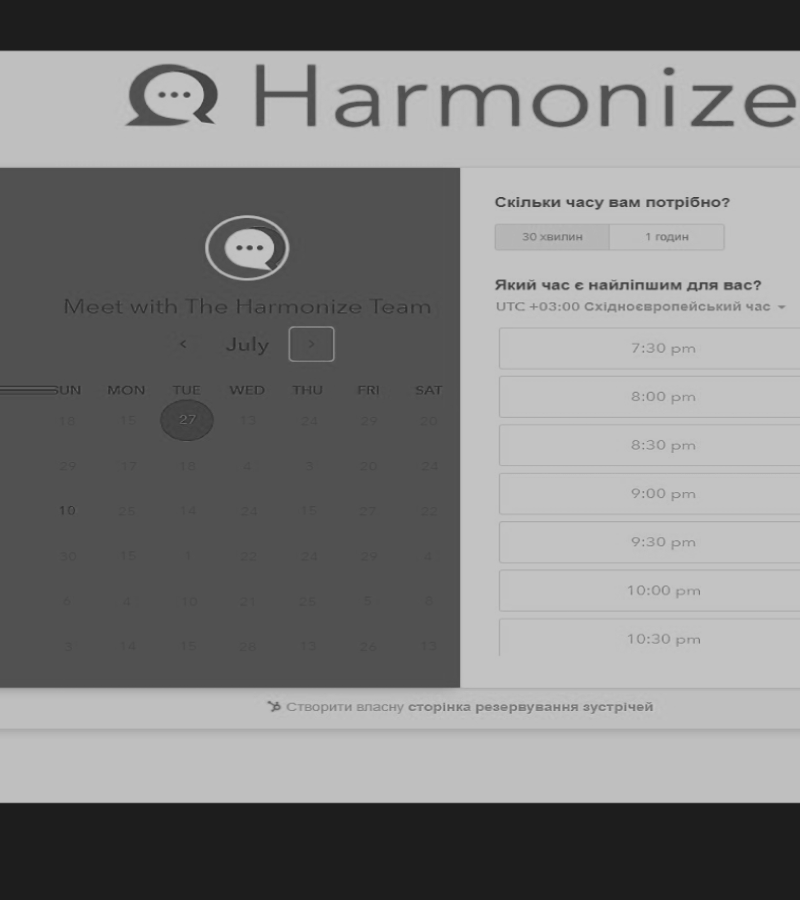 Harmonize
Meet with The Harmonize Team
July
SUN MON TUE WED THU FRI SAT
18 15 27 13 24 29 20
29 17 18 4 3 20 24
10 25 14 24 15 27 22
30 15 1 22 24 29 4
6 4 10 21 26 5 2
3 14 15 28 13 26 13
Скільки часу вам потрібно?
30 хвилин 1 годин
Який час є найліпшим для вас?
UTC +03:00 Східноєвропейський час
7:30 pm
8:00 pm
8:30 pm
9:00 pm
9:30 pm
10:00 pm
10:30 pm
Створити власну сторінка резервування зустрічей